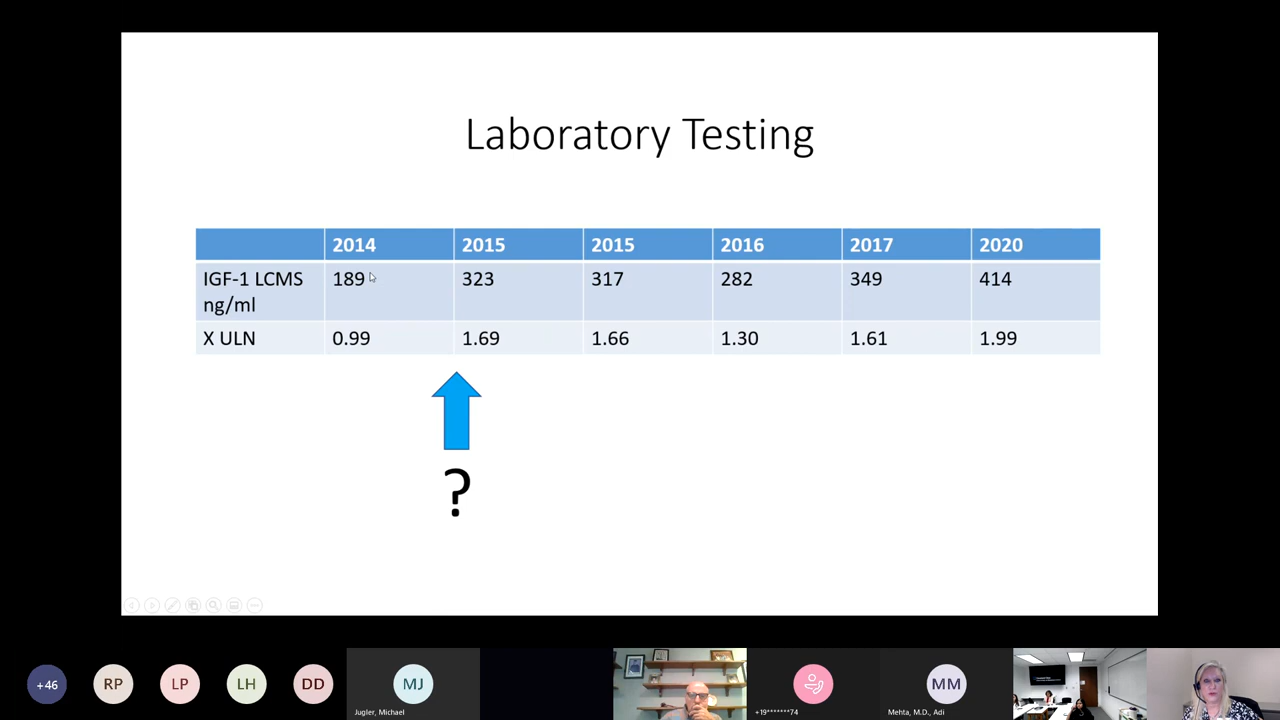 Laboratory Testing
2014 2015 2015 2016 2017 2020
IGF-1 LCMS 189 323 317 282 349 414
ng/ml
X ULN 0.99 1.69 1.66 1.30 1.61 1.99
?
+46 RP LP LH DD MJ MM
Jugler, Michael +19*******74 Mehta, M.D., Adi